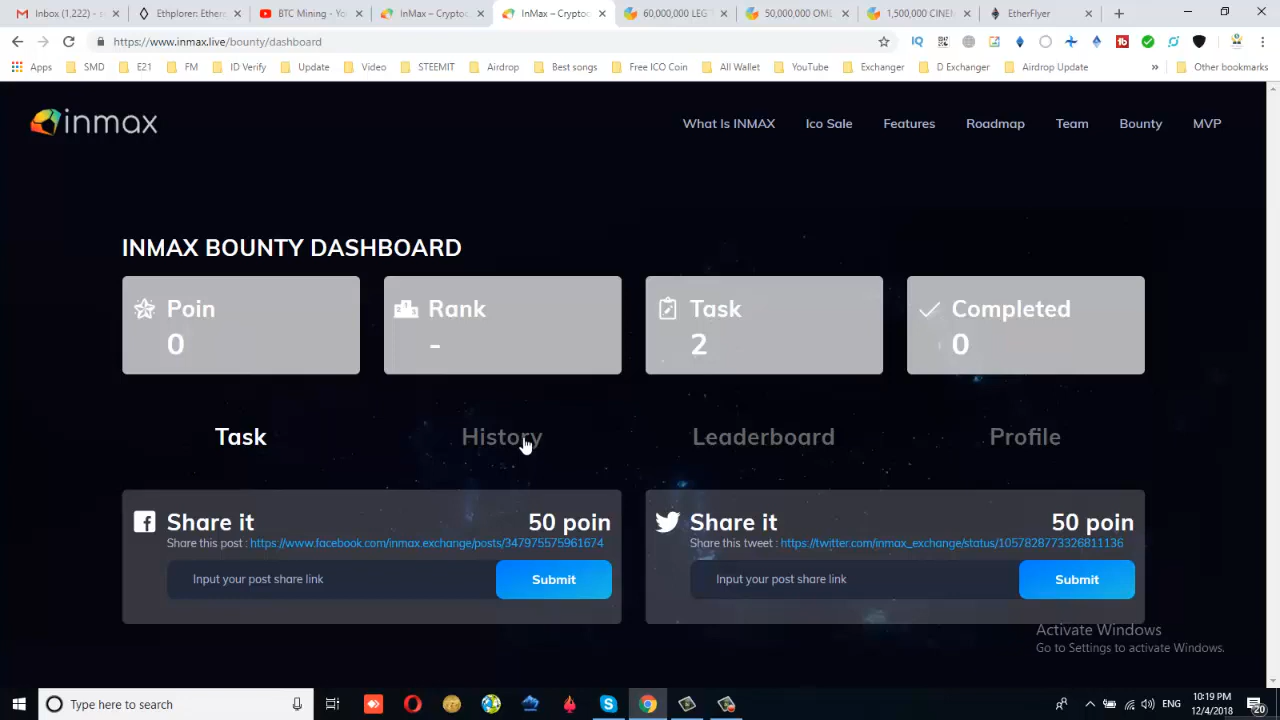 Inbox (1,222) - s
Ethplorer: Ethere
BTC Mining - Yo
InMax – Cryptoc
InMax – Cryptoc
60,000,000 LEG
50,000,000 OML
1,500,000 CINEM
EtherFlyer
https://www.inmax.live/bounty/dashboard
Apps
SMD
E21
FM
ID Verify
Update
Video
STEEMIT
Airdrop
Best songs
Free ICO Coin
All Wallet
YouTube
Exchanger
D Exchanger
Airdrop Update
»
Other bookmarks
inmax
What Is INMAX
Ico Sale
Features
Roadmap
Team
Bounty
MVP
INMAX BOUNTY DASHBOARD
Poin
0
Rank
-
Task
2
Completed
0
Task
History
Leaderboard
Profile
Share it
50 poin
Share this post : https://www.facebook.com/inmax.exchange/posts/347975575961674
Input your post share link
Submit
Share it
50 poin
Share this tweet : https://twitter.com/inmax_exchange/status/1057828773326811136
Input your post share link
Submit
Activate Windows
Go to Settings to activate Windows.
Type here to search
ENG
10:19 PM
12/4/2018
20